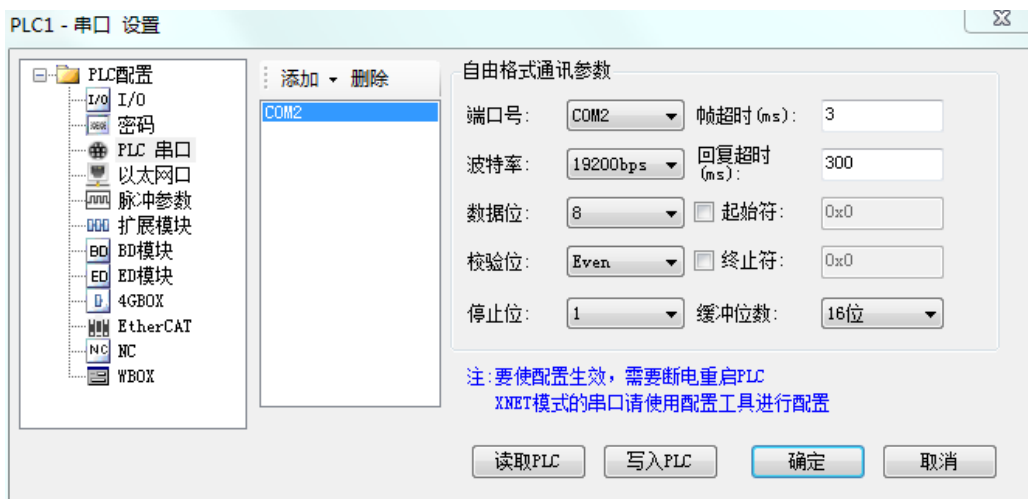 PLC1 - 串口 设置
PLC配置
I/O I/O
密码
PLC 串口
以太网口
脉冲参数
扩展模块
BD BD模块
ED ED模块
4GBOX
EtherCAT
NC NC
WBOX
添加 删除
COM2
自由格式通讯参数
端口号: COM2 帧超时(ms): 3
波特率: 19200bps 回复超时(ms): 300
数据位: 8 起始符: 0x0
校验位: Even 终止符: 0x0
停止位: 1 缓冲位数: 16位
注:要使配置生效，需要断电重启PLC
XNET模式的串口请使用配置工具进行配置
读取PLC 写入PLC 确定 取消